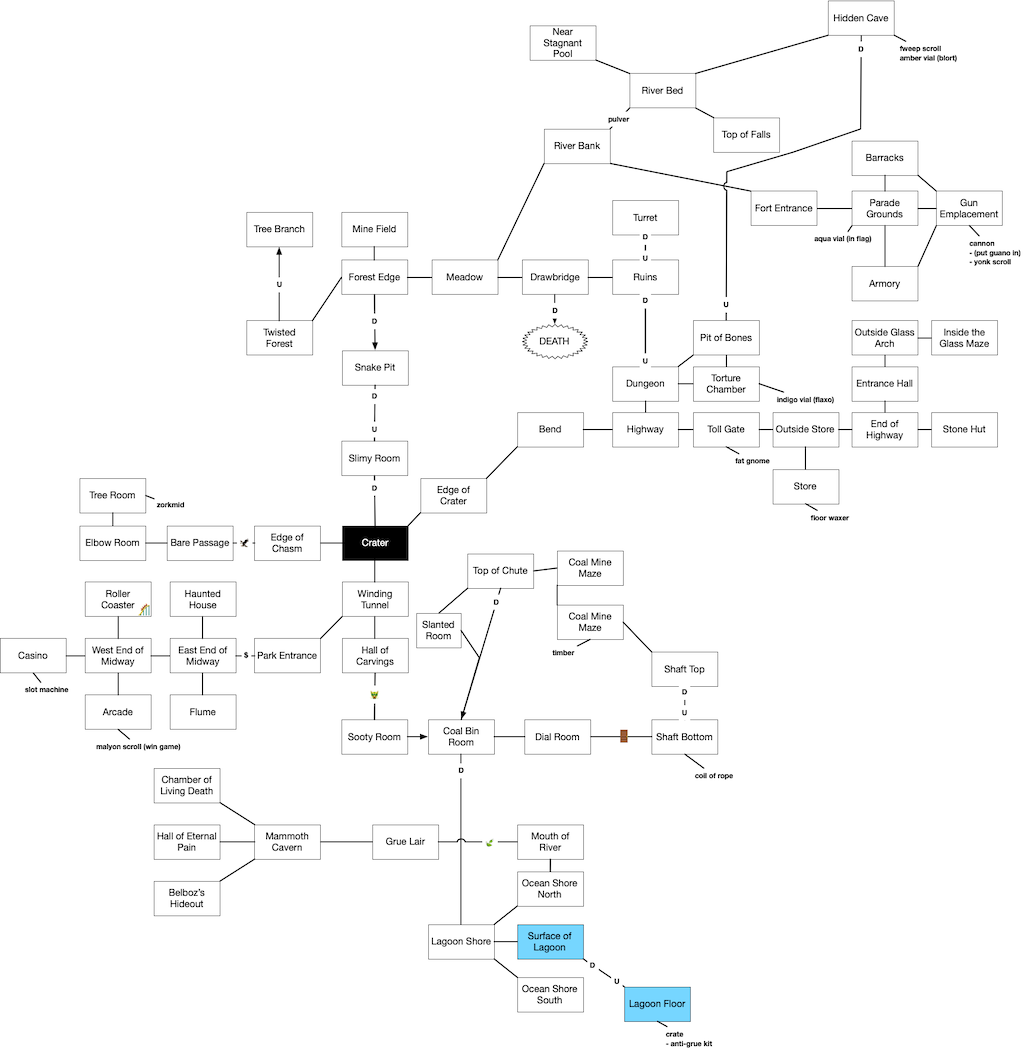 Hidden Cave
fweep scroll
amber vial (blort)
D
Near
Stagnant
Pool
River Bed
pulver
Top of Falls
River Bank
Barracks
Fort Entrance
Parade
Grounds
Gun
Emplacement
aqua vial (in flag)
cannon
- (put guano in)
- yonk scroll
Armory
Tree Branch
Mine Field
Turret
D
U
Forest Edge
Meadow
Drawbridge
Ruins
U
D
D
D
U
Twisted
Forest
DEATH
Pit of Bones
Outside Glass
Arch
Inside the
Glass Maze
Snake Pit
U
Dungeon
Torture
Chamber
Entrance Hall
indigo vial (flaxo)
D
U
Bend
Highway
Toll Gate
Outside Store
End of
Highway
Stone Hut
fat gnome
Slimy Room
D
Store
floor waxer
Edge of
Crater
Tree Room
zorkmid
Elbow Room
Bare Passage
Edge of
Chasm
Crater
Top of Chute
Coal Mine
Maze
D
Roller
Coaster
Haunted
House
Winding
Tunnel
Slanted
Room
Coal Mine
Maze
timber
Casino
West End of
Midway
East End of
Midway
$
Park Entrance
Hall of
Carvings
Shaft Top
slot machine
D
U
Arcade
Flume
malyon scroll (win game)
Sooty Room
Coal Bin
Room
Dial Room
Shaft Bottom
D
coil of rope
Chamber of
Living Death
Hall of Eternal
Pain
Mammoth
Cavern
Grue Lair
Mouth of
River
Belboz's
Hideout
Ocean Shore
North
Lagoon Shore
Surface of
Lagoon
D
U
Ocean Shore
South
Lagoon Floor
crate
- anti-grue kit